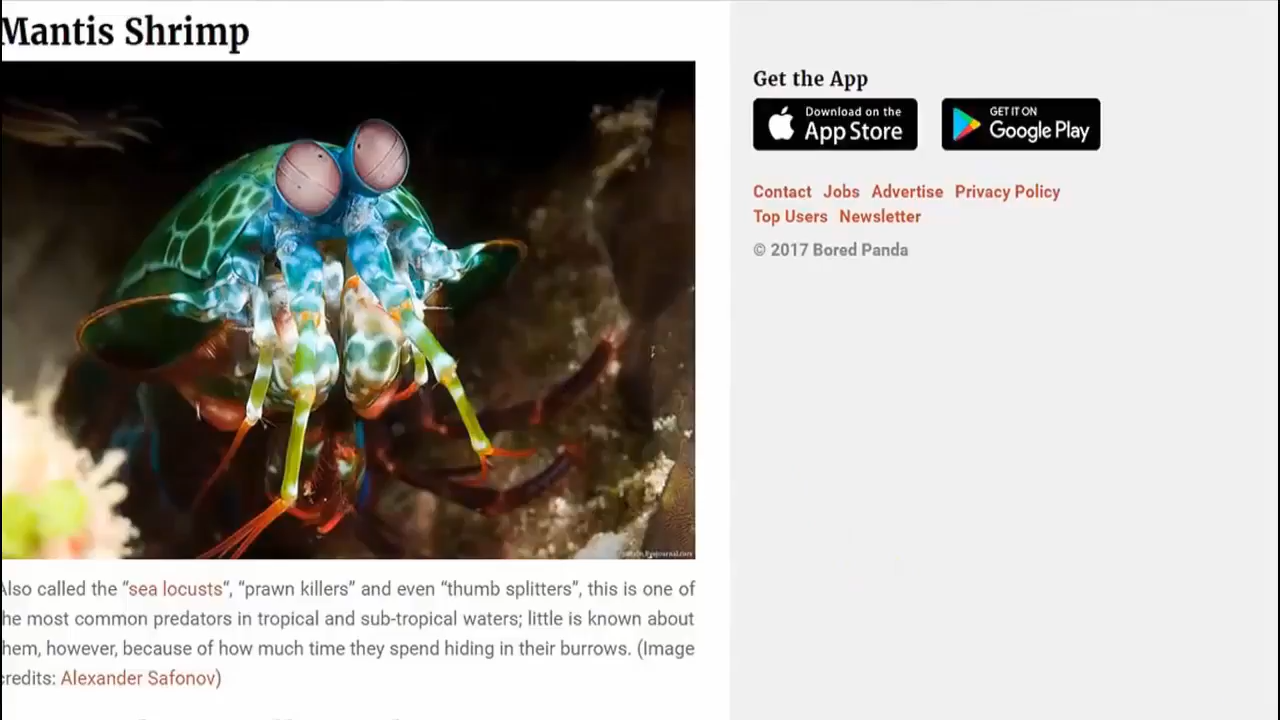 Mantis Shrimp
Also called the “sea locusts“, “prawn killers” and even “thumb splitters”, this is one of
the most common predators in tropical and sub-tropical waters; little is known about
them, however, because of how much time they spend hiding in their burrows. (Image
credits: Alexander Safonov)
Get the App
Download on the
App Store
GET IT ON
Google Play
Contact Jobs Advertise Privacy Policy
Top Users Newsletter
© 2017 Bored Panda